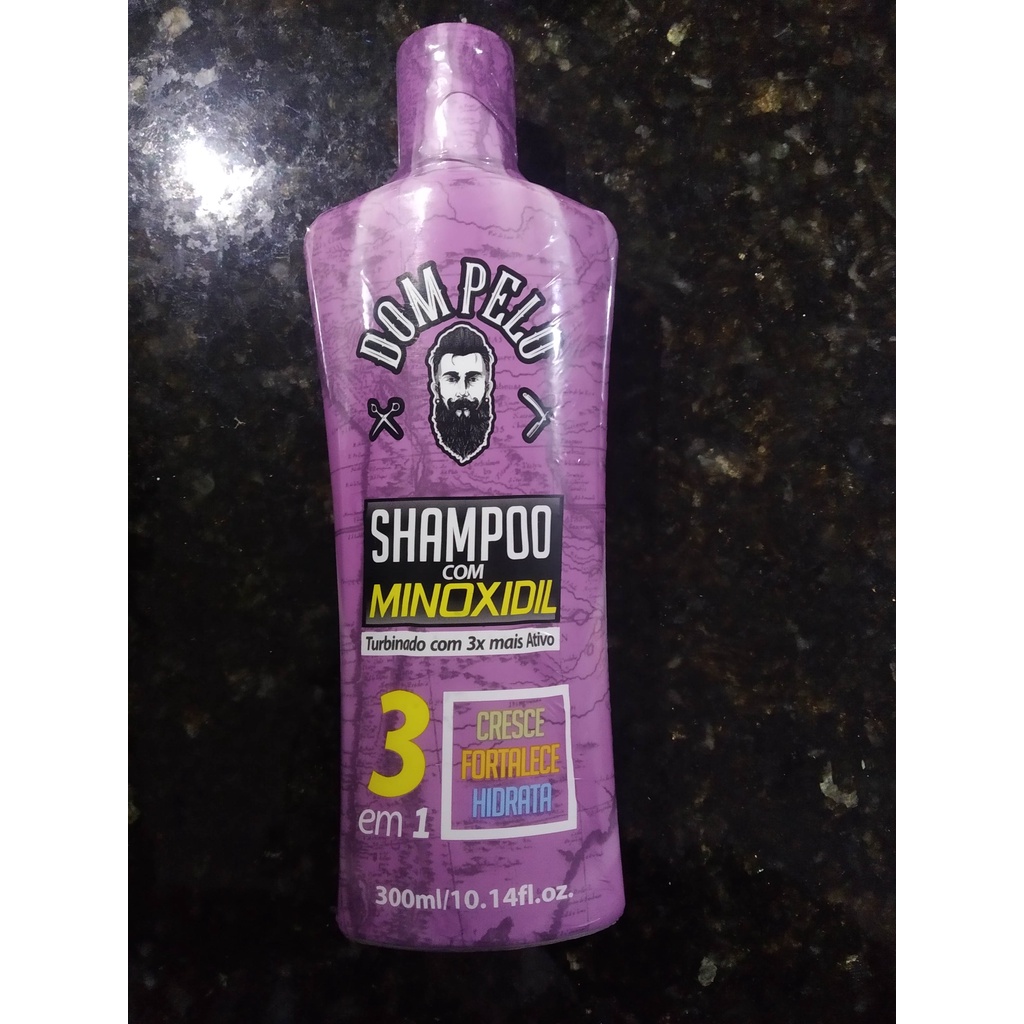 DOM PELO
SHAMPOO
COM
MINOXIDIL
Turbinado com 3x mais Ativo
3
em 1
CRESCE
FORTALECE
HIDRATA
300ml/10.14fl.oz.